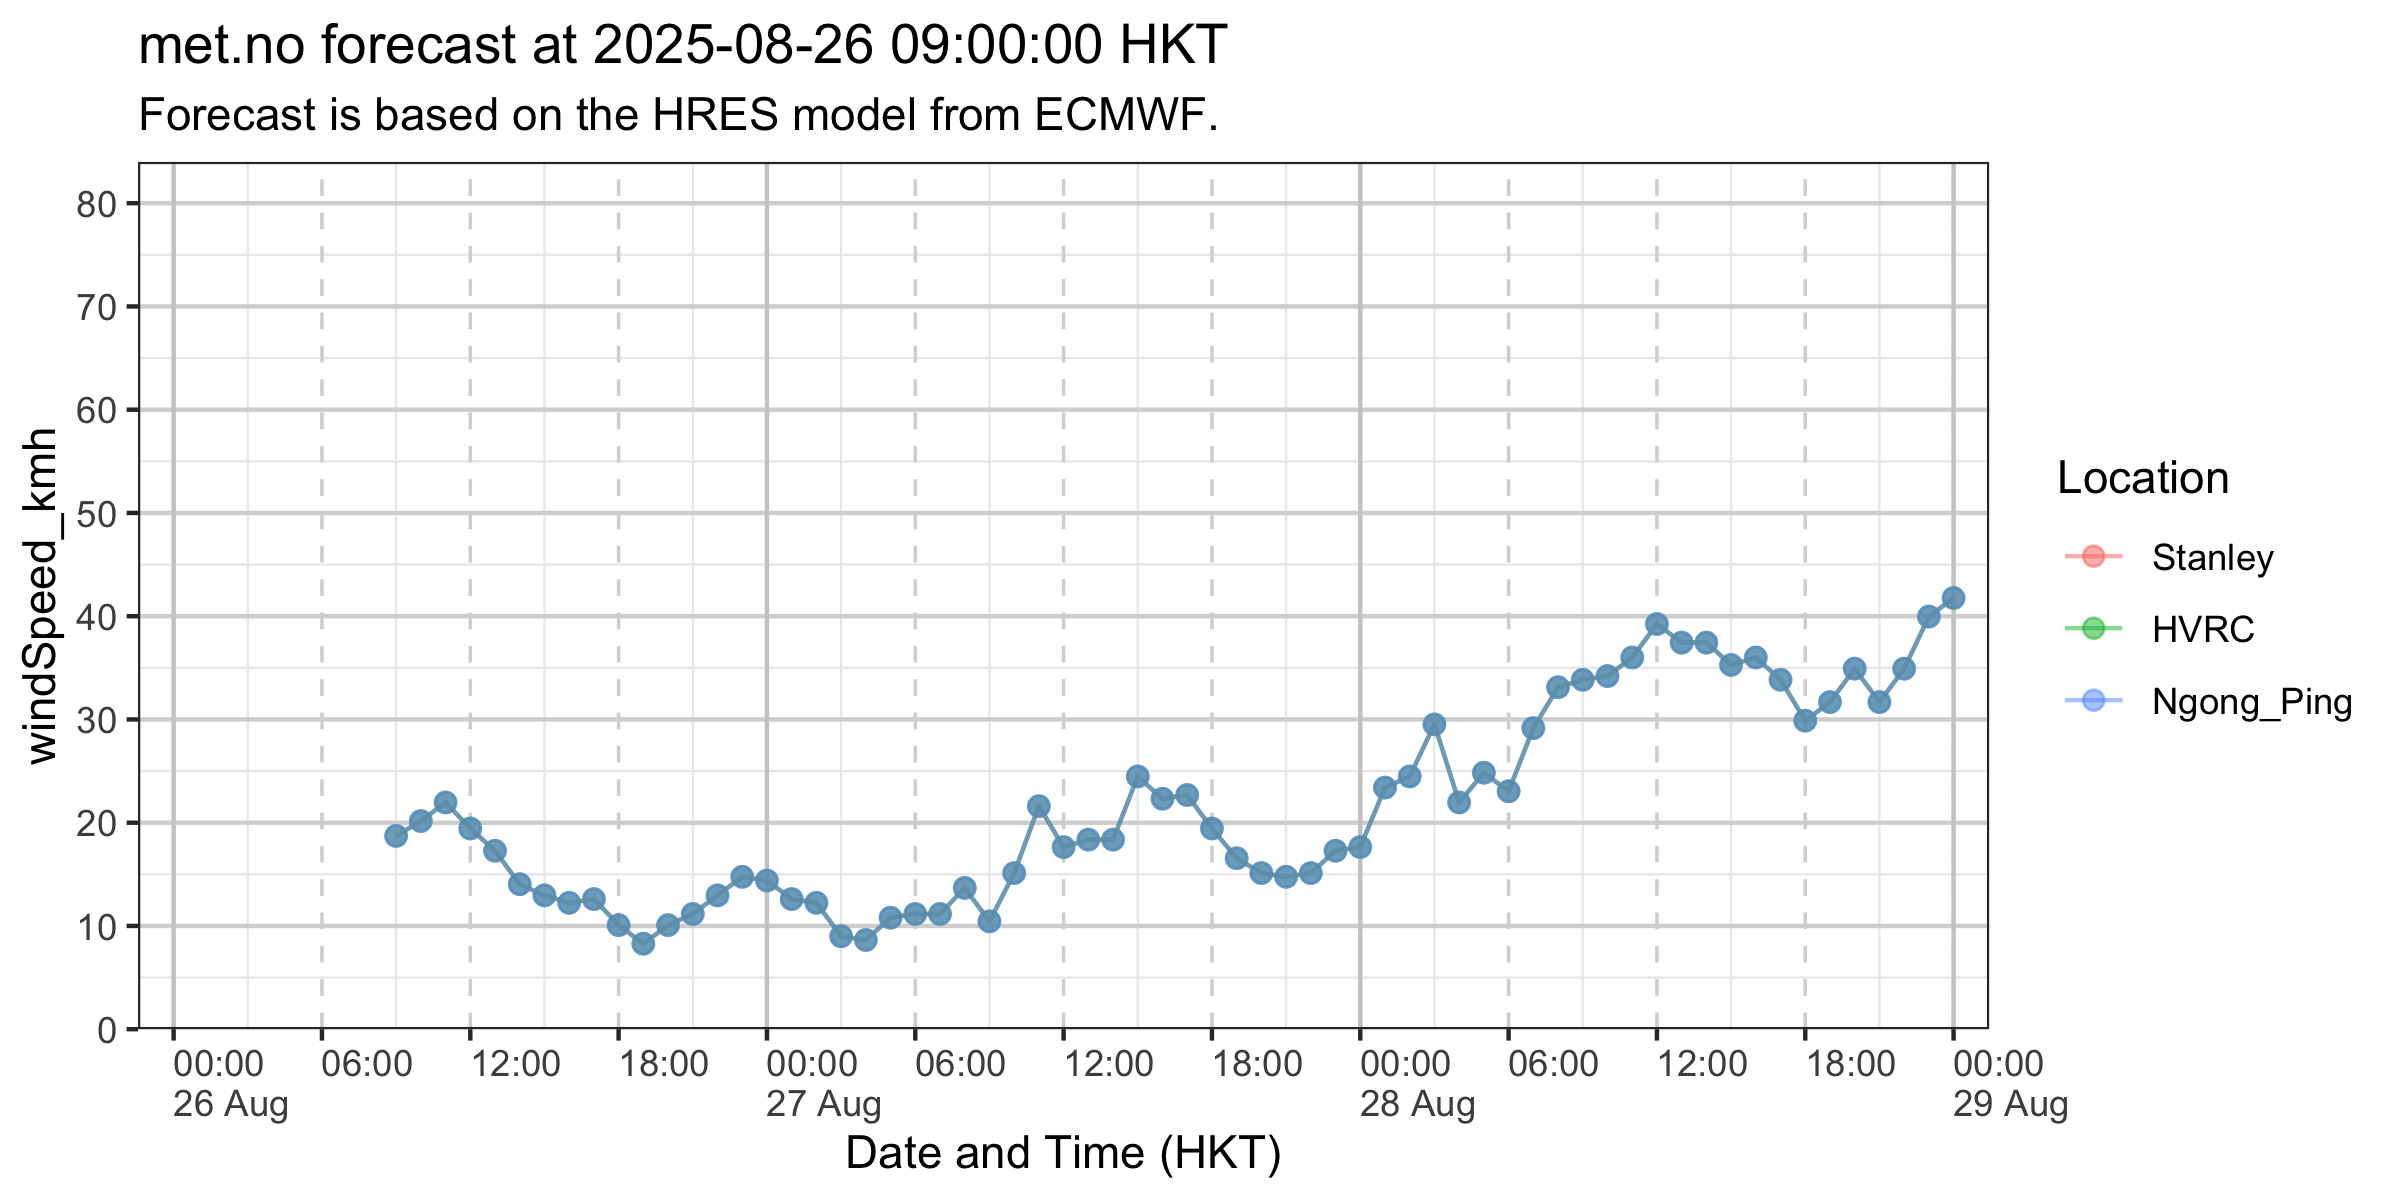 met.no forecast at 2025-08-26 09:00:00 HKT
Forecast is based on the HRES model from ECMWF.
windSpeed_kmh
80
70
60
50
40
30
20
10
0
00:00 06:00 12:00 18:00 00:00 06:00 12:00 18:00 00:00 06:00 12:00 18:00 00:00
26 Aug 27 Aug 28 Aug 29 Aug
Date and Time (HKT)
Location
Stanley
HVRC
Ngong_Ping